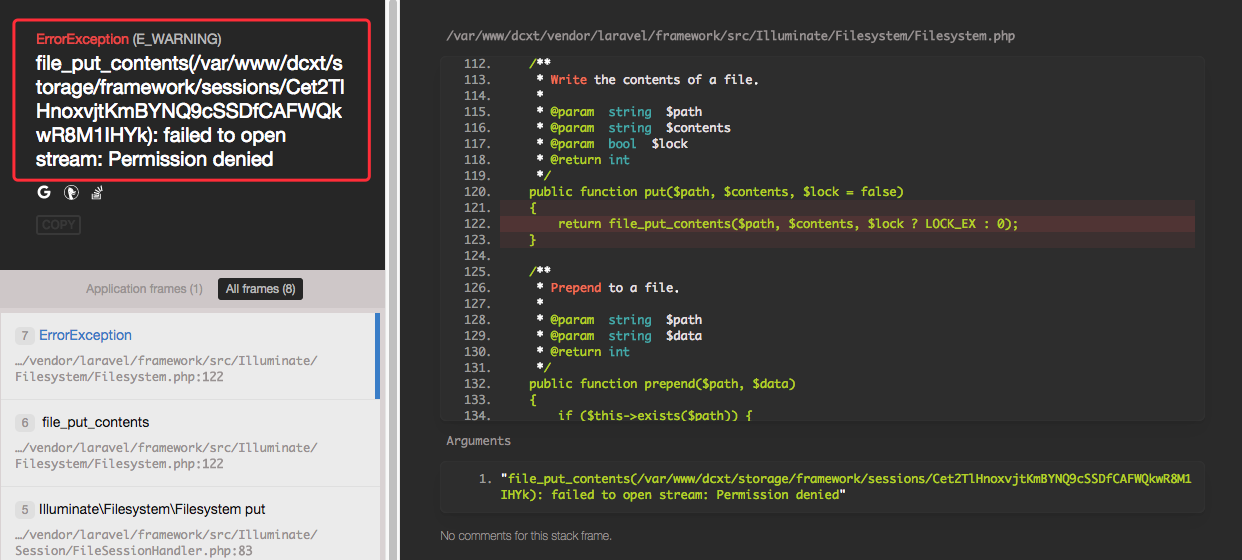 ErrorException (E_WARNING)
file_put_contents(/var/www/dcxt/s
torage/framework/sessions/Cet2Tl
HnoxvjtKmBYNQ9cSSDfCAFWQk
wR8M1IHYk): failed to open
stream: Permission denied
COPY
Application frames (1) All frames (8)
7 ErrorException
…/vendor/laravel/framework/src/Illuminate/
Filesystem/Filesystem.php:122
6 file_put_contents
…/vendor/laravel/framework/src/Illuminate/
Filesystem/Filesystem.php:122
5 Illuminate\Filesystem\Filesystem put
…/vendor/laravel/framework/src/Illuminate/
Session/FileSessionHandler.php:83
/var/www/dcxt/vendor/laravel/framework/src/Illuminate/Filesystem/Filesystem.php
112. /**
113. * Write the contents of a file.
114. *
115. * @param string $path
116. * @param string $contents
117. * @param bool $lock
118. * @return int
119. */
120. public function put($path, $contents, $lock = false)
121. {
122. return file_put_contents($path, $contents, $lock ? LOCK_EX : 0);
123. }
124.
125. /**
126. * Prepend to a file.
127. *
128. * @param string $path
129. * @param string $data
130. * @return int
131. */
132. public function prepend($path, $data)
133. {
134. if ($this->exists($path)) {
Arguments
1. "file_put_contents(/var/www/dcxt/storage/framework/sessions/Cet2TlHnoxvjtKmBYNQ9cSSDfCAFWQkwR8M1
IHYk): failed to open stream: Permission denied"
No comments for this stack frame.